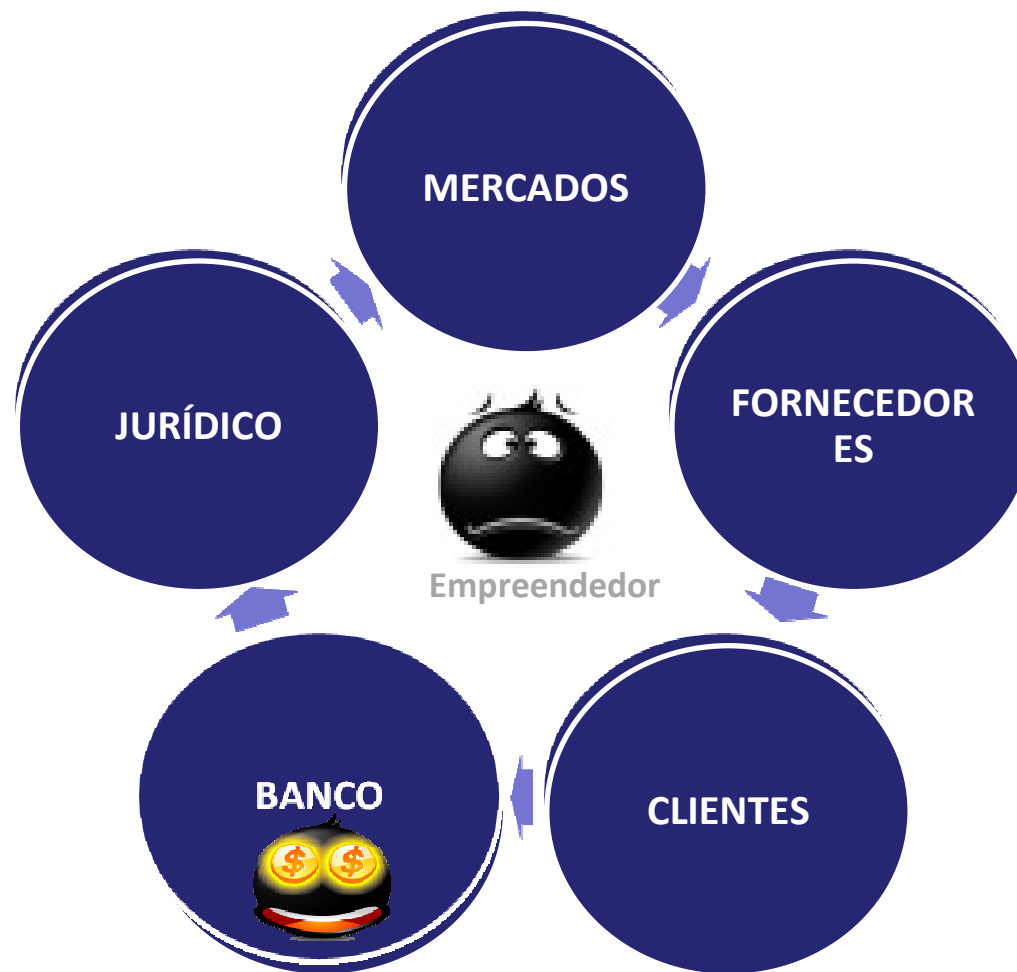 MERCADOS
FORNECEDOR
ES
JURÍDICO
Empreendedor
BANCO
$ $
CLIENTES